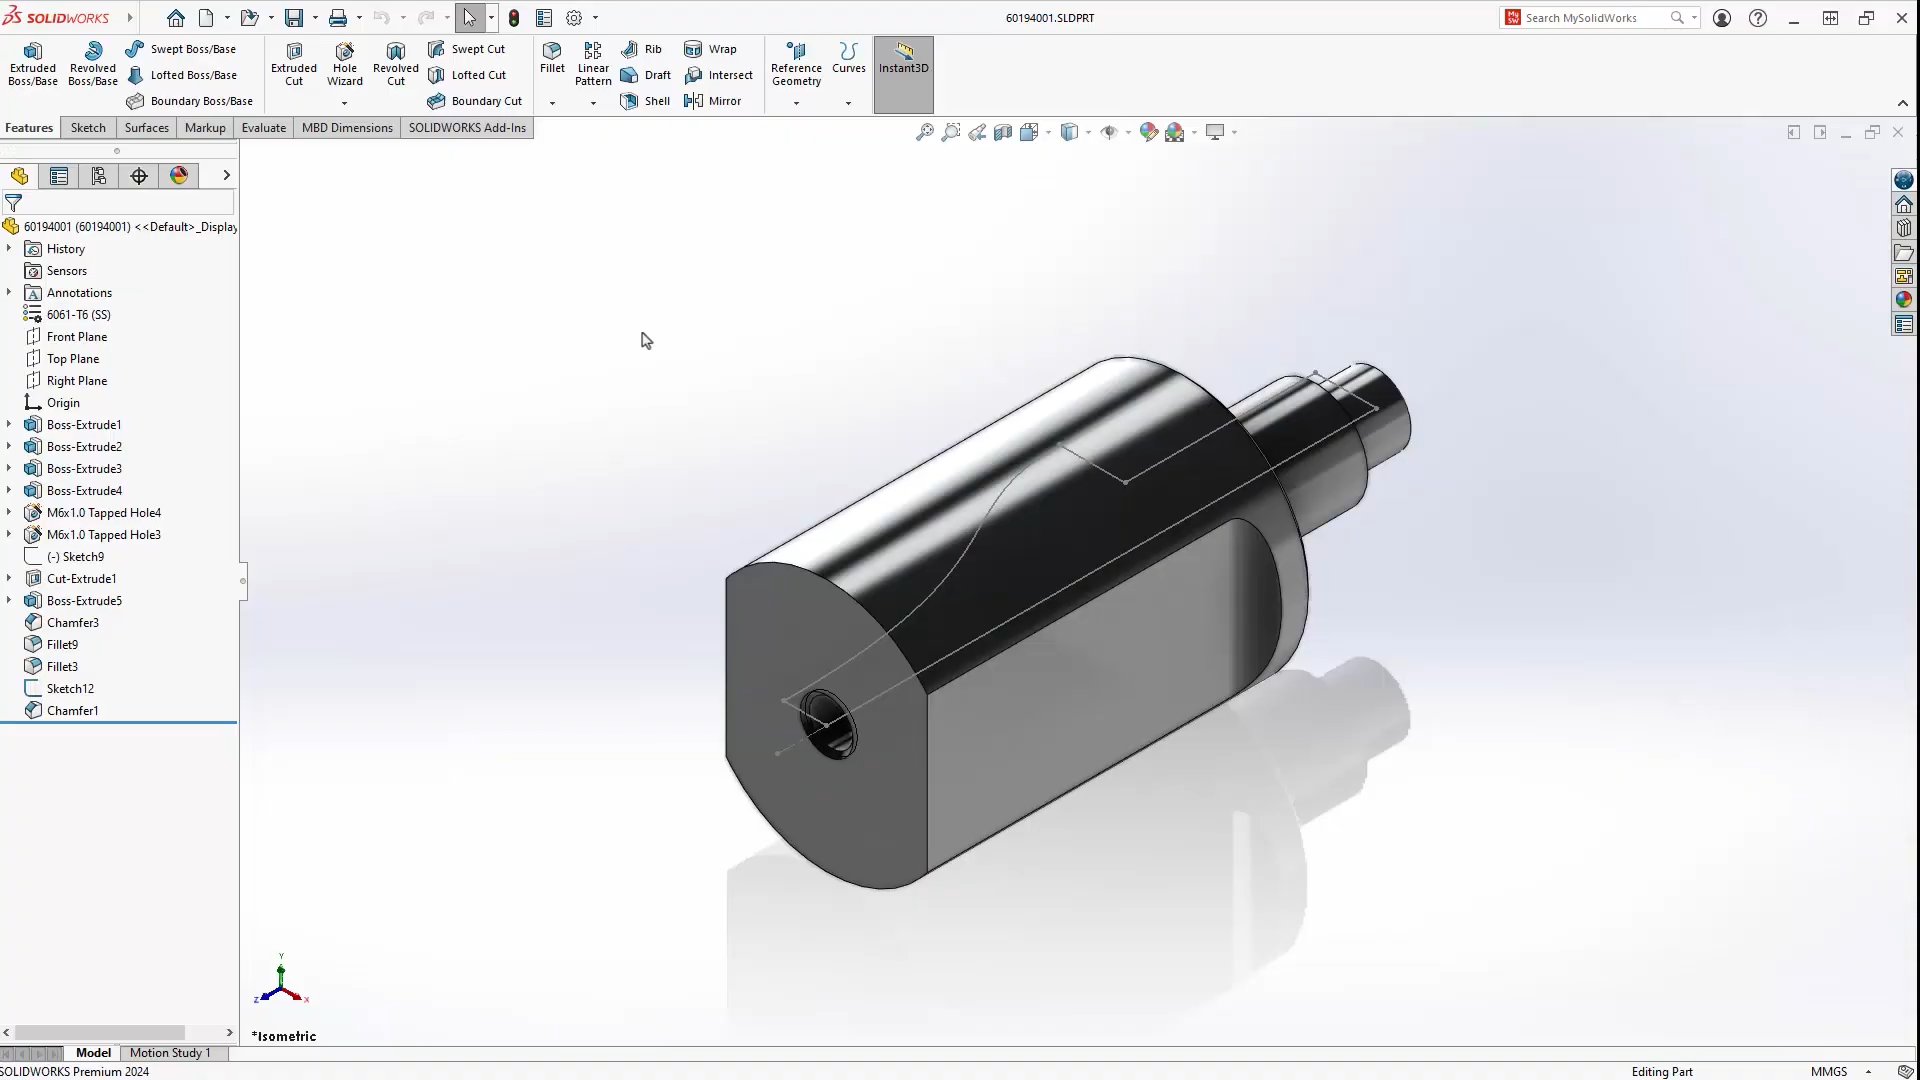 SOLIDWORKS
60194001.SLDPRT
Search MySolidWorks
Extruded Boss/Base
Revolved Boss/Base
Swept Boss/Base
Lofted Boss/Base
Boundary Boss/Base
Extruded Cut
Hole Wizard
Revolved Cut
Swept Cut
Lofted Cut
Boundary Cut
Fillet
Linear Pattern
Rib
Draft
Shell
Wrap
Intersect
Mirror
Reference Geometry
Curves
Instant3D
Features
Sketch
Surfaces
Markup
Evaluate
MBD Dimensions
SOLIDWORKS Add-Ins
60194001 (60194001) <<Default>_Display
History
Sensors
Annotations
6061-T6 (SS)
Front Plane
Top Plane
Right Plane
Origin
Boss-Extrude1
Boss-Extrude2
Boss-Extrude3
Boss-Extrude4
M6x1.0 Tapped Hole4
M6x1.0 Tapped Hole3
(-) Sketch9
Cut-Extrude1
Boss-Extrude5
Chamfer3
Fillet9
Fillet3
Sketch12
Chamfer1
Y
Z
X
*Isometric
Model
Motion Study 1
SOLIDWORKS Premium 2024
Editing Part
MMGS